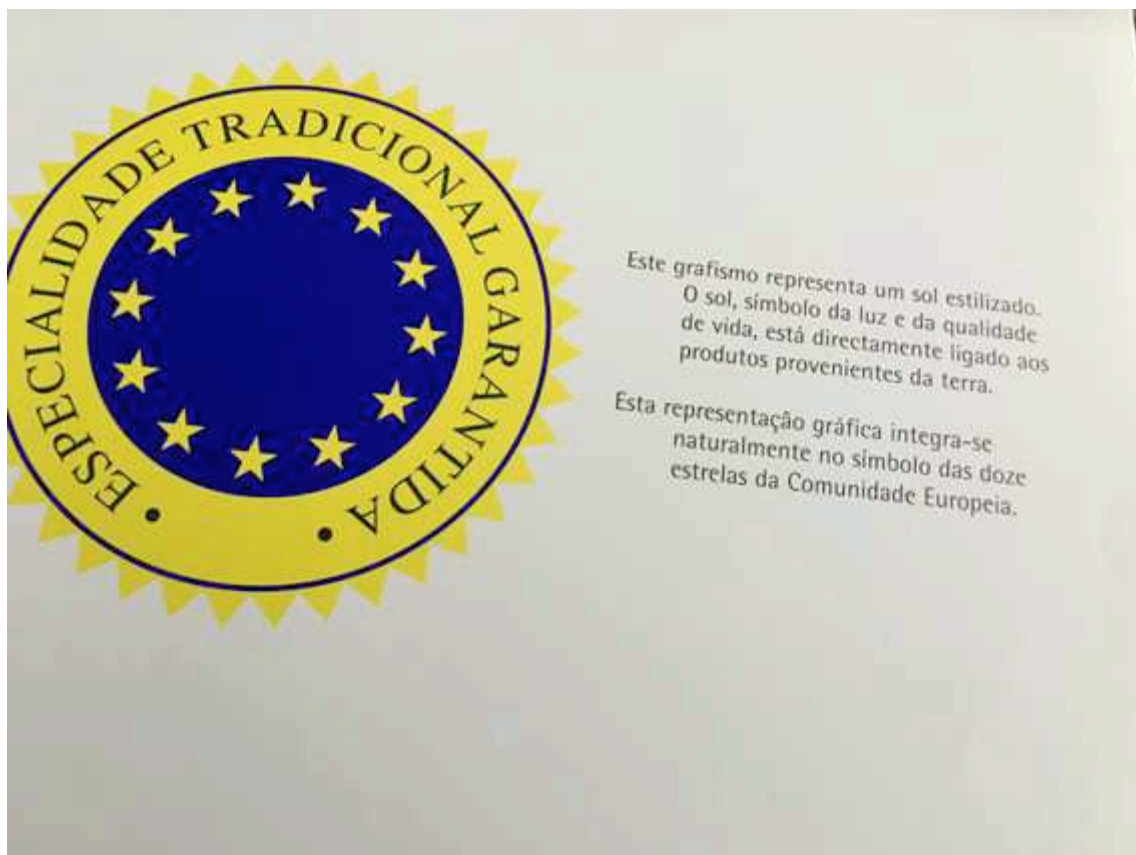 • ESPECIALIDADE TRADICIONAL GARANTIDA •
Este grafismo representa um sol estilizado.
O sol, símbolo da luz e da qualidade
de vida, está directamente ligado aos
produtos provenientes da terra.
Esta representação gráfica integra-se
naturalmente no símbolo das doze
estrelas da Comunidade Europeia.